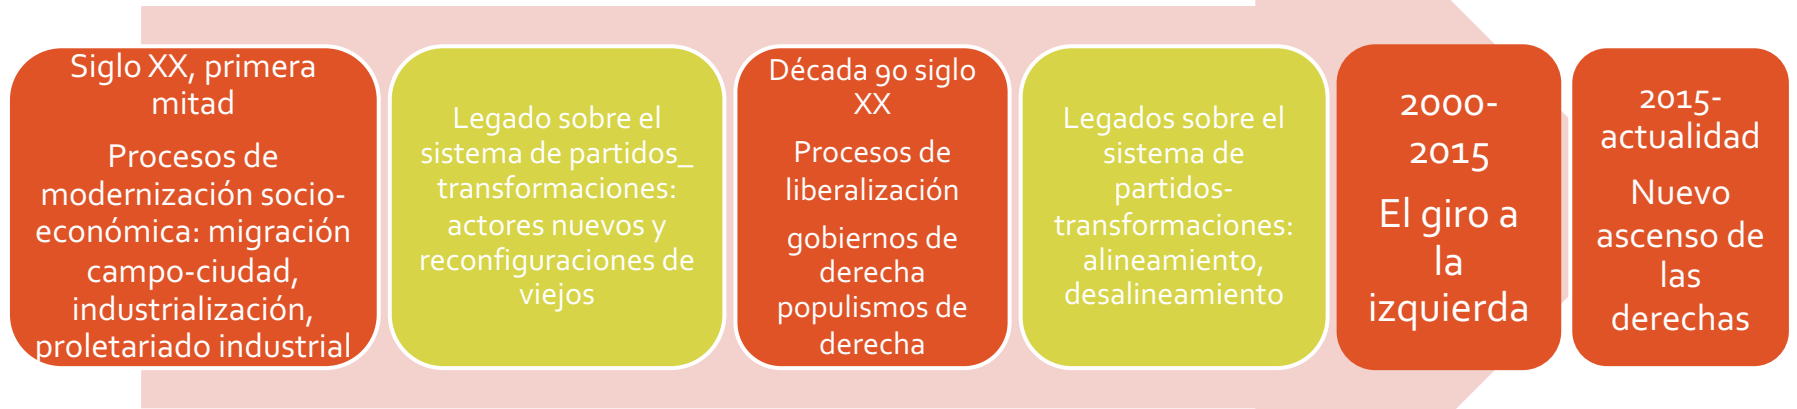 Siglo XX, primera
mitad
Procesos de
modernización socio-
económica: migración
campo-ciudad,
industrialización,
proletariado industrial
Legado sobre el
sistema de partidos_
transformaciones:
actores nuevos y
reconfiguraciones de
viejos
Década 90 siglo
XX
Procesos de
liberalización
gobiernos de
derecha
populismos de
derecha
Legados sobre el
sistema de
partidos-
transformaciones:
alineamiento,
desalineamiento
2000-
2015
El giro a
la
izquierda
2015-
actualidad
Nuevo
ascenso de
las
derechas